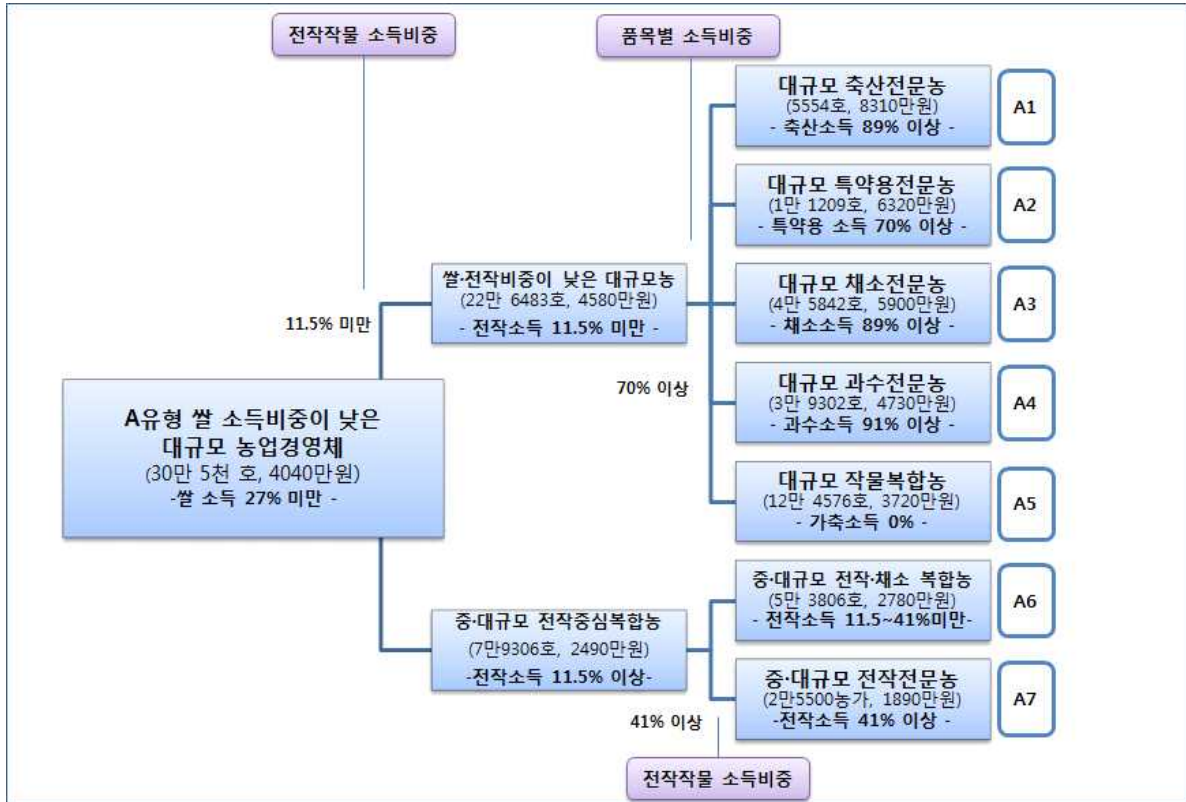 전작작물 소득비중
품목별 소득비중
대규모 축산전문농
(5554호, 8310만원)
- 축산소득 89% 이상 -
A1
대규모 특약용전문농
(1만 1209호, 6320만원)
- 특약용 소득 70% 이상 -
A2
쌀·전작비중이 낮은 대규모농
(22만 6483호, 4580만원)
- 전작소득 11.5% 미만 -
대규모 채소전문농
(4만 5842호, 5900만원)
- 채소소득 89% 이상 -
A3
11.5% 미만
70% 이상
대규모 과수전문농
(3만 9302호, 4730만원)
- 과수소득 91% 이상 -
A4
A유형 쌀 소득비중이 낮은
대규모 농업경영체
(30만 5천 호, 4040만원)
-쌀 소득 27% 미만 -
대규모 작물복합농
(12만 4576호, 3720만원)
- 가축소득 0% -
A5
중·대규모 전작·채소 복합농
(5만 3806호, 2780만원)
- 전작소득 11.5~41%미만-
A6
중·대규모 전작중심복합농
(7만9306호, 2490만원)
-전작소득 11.5% 이상-
중·대규모 전작전문농
(2만5500농가, 1890만원)
-전작소득 41% 이상 -
A7
41% 이상
전작작물 소득비중